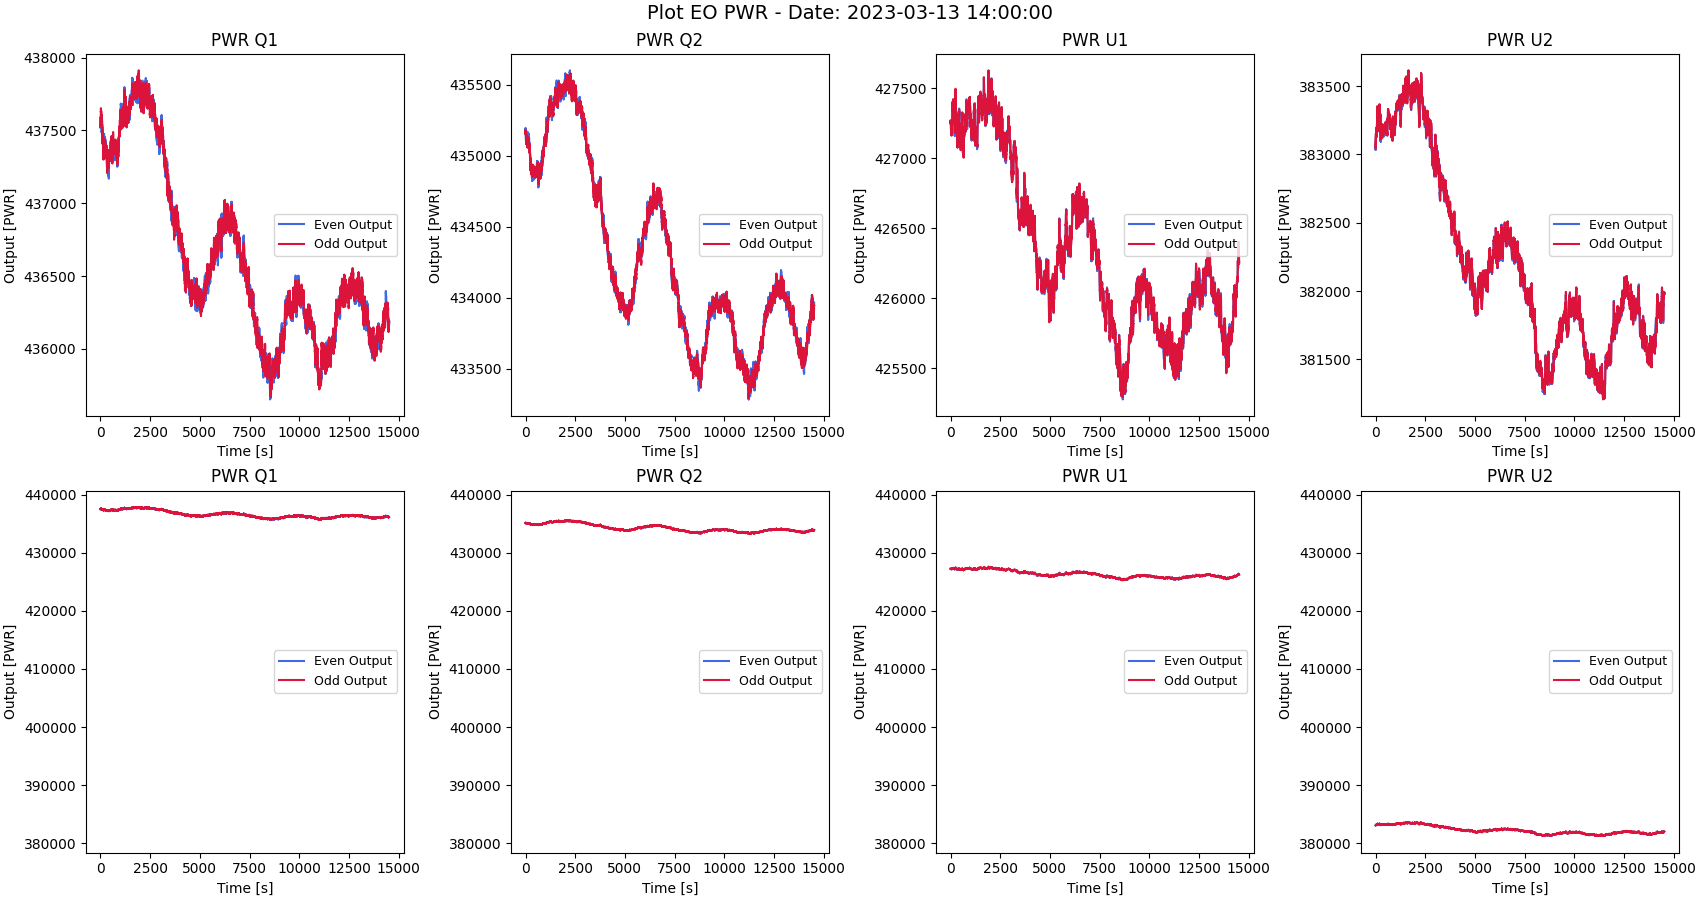 Plot EO PWR - Date: 2023-03-13 14:00:00
PWR Q1
Output [PWR]
438000
437500
437000
436500
436000
Even Output
Odd Output
0 2500 5000 7500 10000 12500 15000
Time [s]
PWR Q2
Output [PWR]
435500
435000
434500
434000
433500
Even Output
Odd Output
0 2500 5000 7500 10000 12500 15000
Time [s]
PWR U1
Output [PWR]
427500
427000
426500
426000
425500
Even Output
Odd Output
0 2500 5000 7500 10000 12500 15000
Time [s]
PWR U2
Output [PWR]
383500
383000
382500
382000
381500
Even Output
Odd Output
0 2500 5000 7500 10000 12500 15000
Time [s]
PWR Q1
Output [PWR]
440000
430000
420000
410000
400000
390000
380000
Even Output
Odd Output
0 2500 5000 7500 10000 12500 15000
Time [s]
PWR Q2
Output [PWR]
440000
430000
420000
410000
400000
390000
380000
Even Output
Odd Output
0 2500 5000 7500 10000 12500 15000
Time [s]
PWR U1
Output [PWR]
440000
430000
420000
410000
400000
390000
380000
Even Output
Odd Output
0 2500 5000 7500 10000 12500 15000
Time [s]
PWR U2
Output [PWR]
440000
430000
420000
410000
400000
390000
380000
Even Output
Odd Output
0 2500 5000 7500 10000 12500 15000
Time [s]